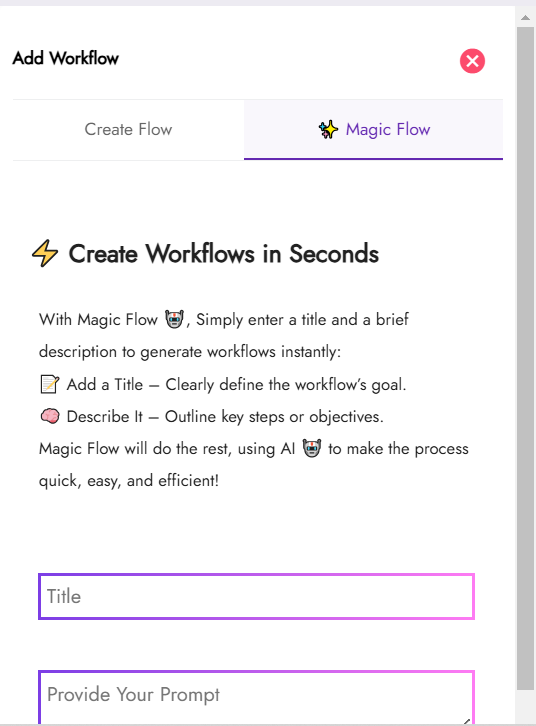 Add Workflow
Create Flow
✨ Magic Flow
⚡ Create Workflows in Seconds
With Magic Flow 🤖, Simply enter a title and a brief
description to generate workflows instantly:
📝 Add a Title – Clearly define the workflow’s goal.
🧠 Describe It – Outline key steps or objectives.
Magic Flow will do the rest, using AI 🤖 to make the process
quick, easy, and efficient!
Title
Provide Your Prompt